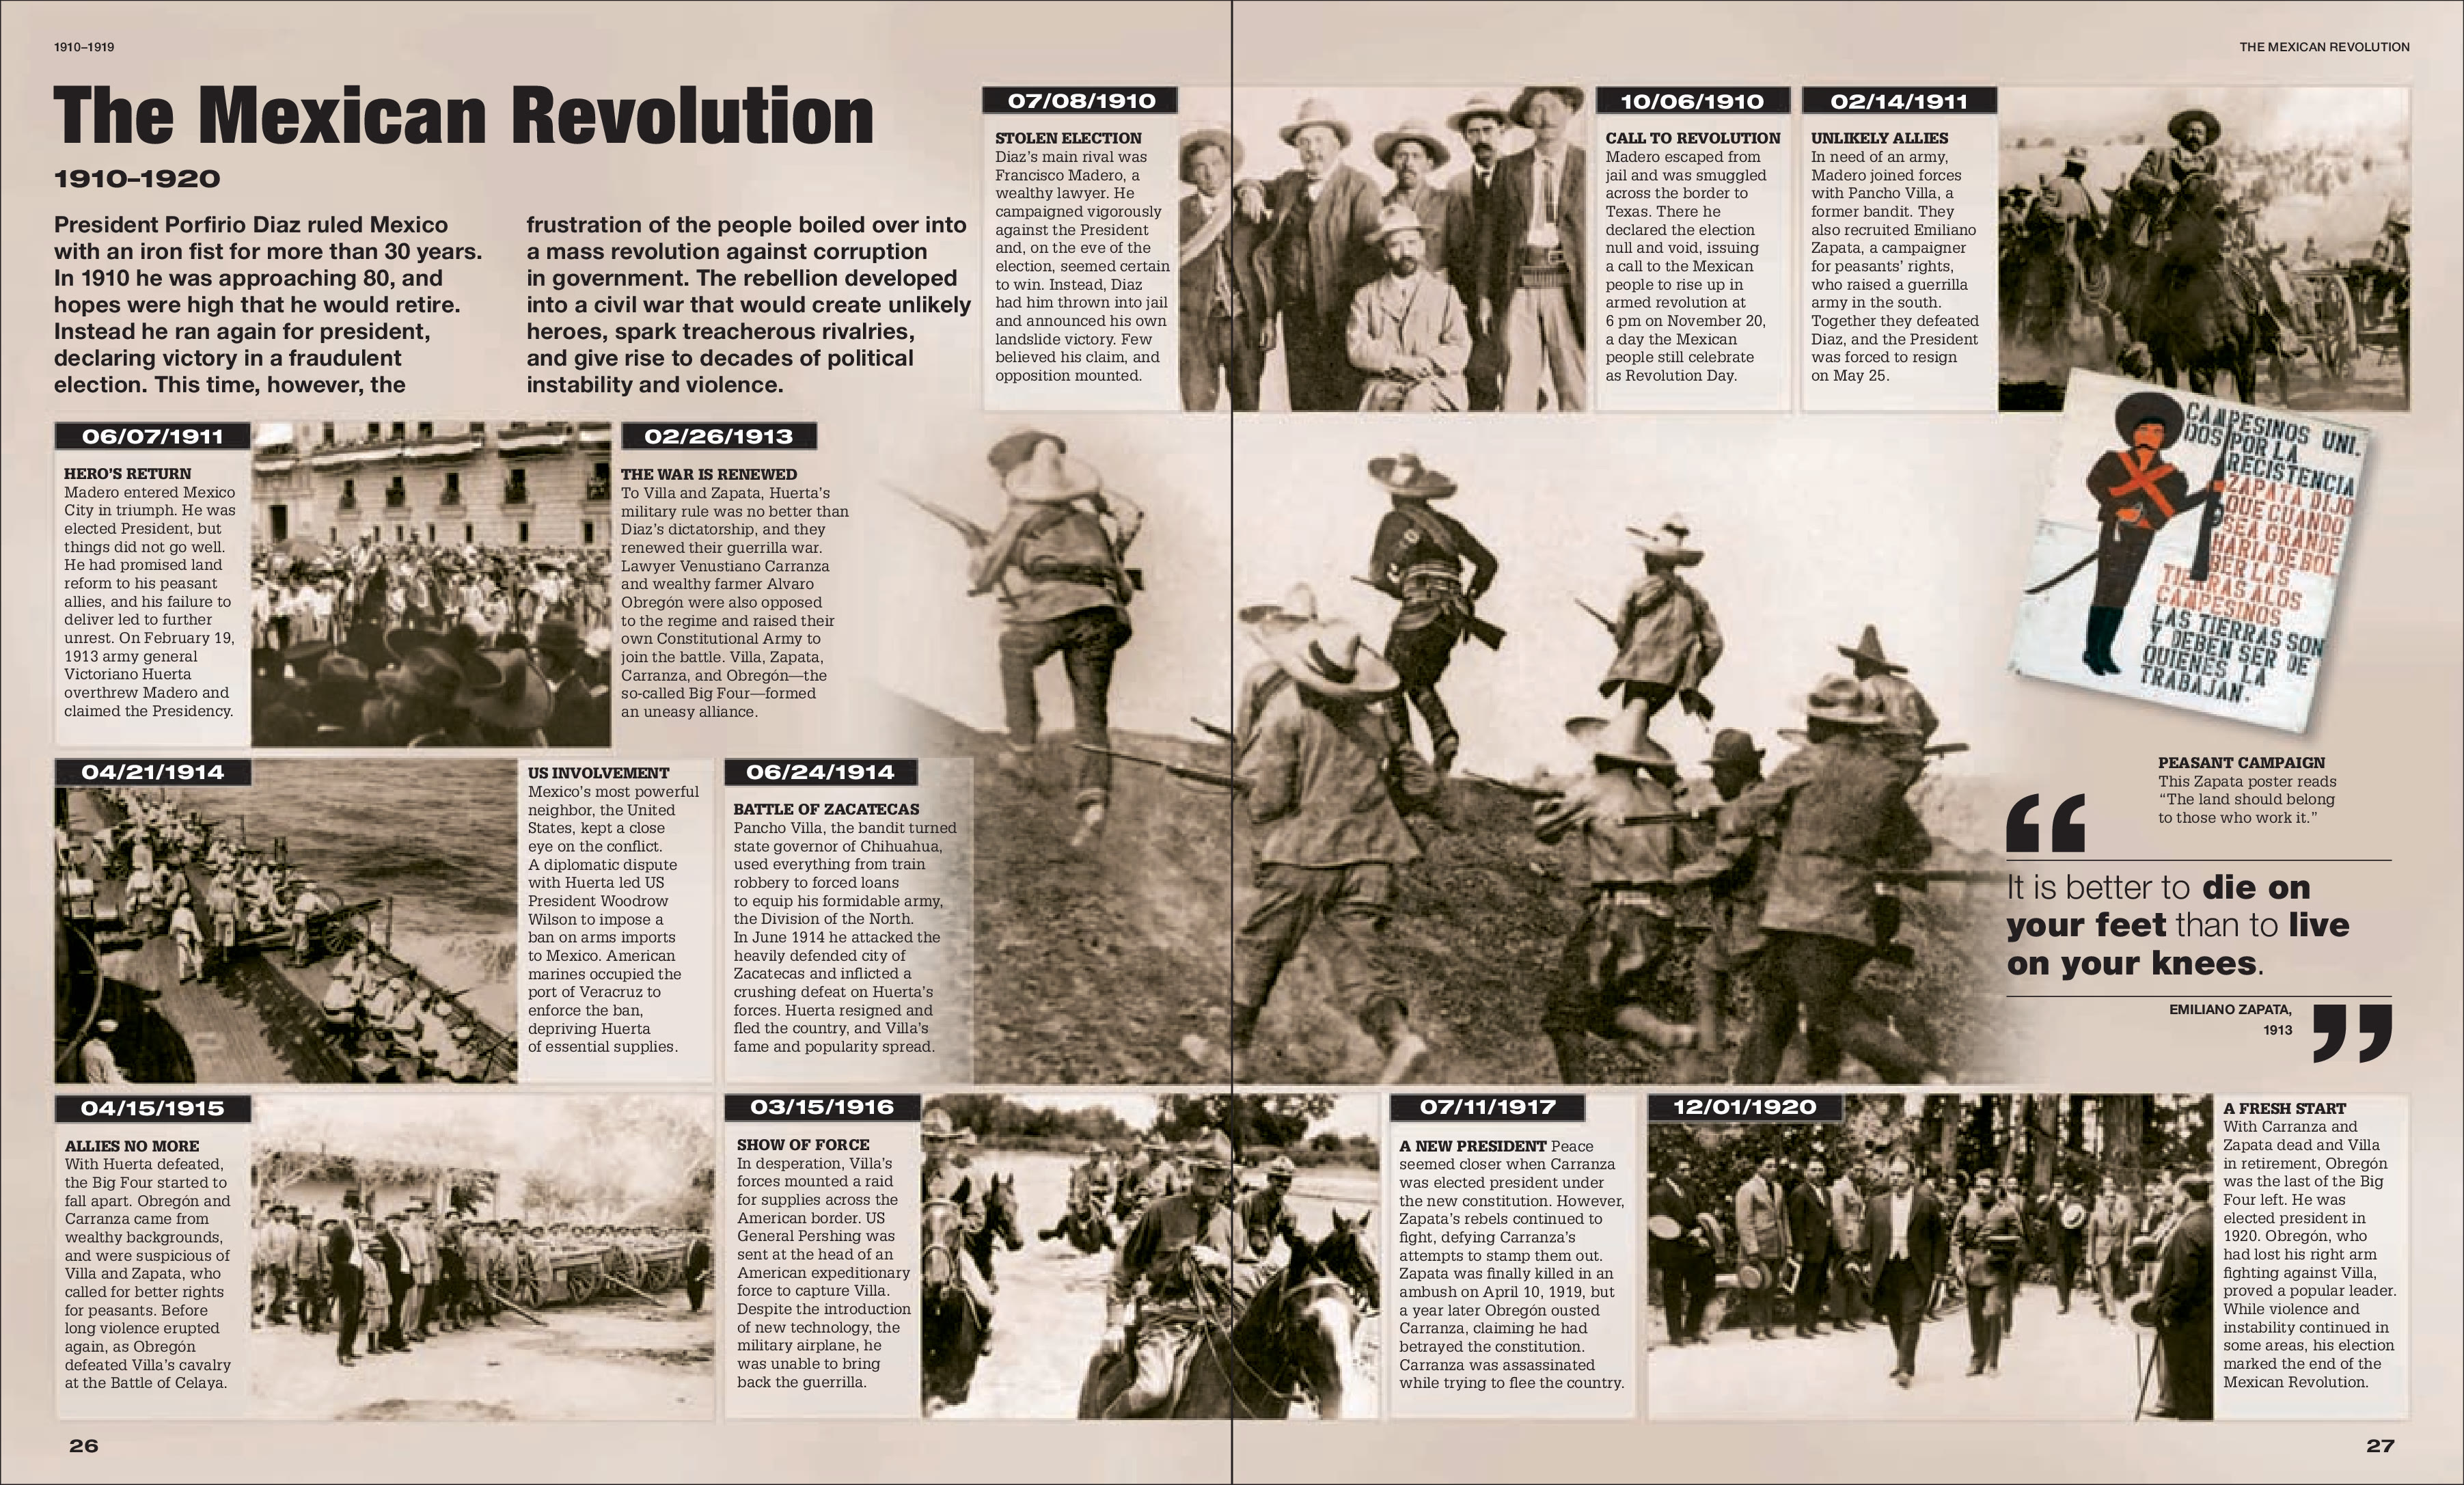 1910–1919
THE MEXICAN REVOLUTION
The Mexican Revolution
1910–1920
President Porfirio Diaz ruled Mexico
with an iron fist for more than 30 years.
In 1910 he was approaching 80, and
hopes were high that he would retire.
Instead he ran again for president,
declaring victory in a fraudulent
election. This time, however, the
frustration of the people boiled over into
a mass revolution against corruption
in government. The rebellion developed
into a civil war that would create unlikely
heroes, spark treacherous rivalries,
and give rise to decades of political
instability and violence.
07/08/1910
STOLEN ELECTION
Diaz’s main rival was
Francisco Madero, a
wealthy lawyer. He
campaigned vigorously
against the President
and, on the eve of the
election, seemed certain
to win. Instead, Diaz
had him thrown into jail
and announced his own
landslide victory. Few
believed his claim, and
opposition mounted.
10/06/1910
CALL TO REVOLUTION
Madero escaped from
jail and was smuggled
across the border to
Texas. There he
declared the election
null and void, issuing
a call to the Mexican
people to rise up in
armed revolution at
6 pm on November 20,
a day the Mexican
people still celebrate
as Revolution Day.
02/14/1911
UNLIKELY ALLIES
In need of an army,
Madero joined forces
with Pancho Villa, a
former bandit. They
also recruited Emiliano
Zapata, a campaigner
for peasants’ rights,
who raised a guerrilla
army in the south.
Together they defeated
Diaz, and the President
was forced to resign
on May 25.
06/07/1911
HERO’S RETURN
Madero entered Mexico
City in triumph. He was
elected President, but
things did not go well.
He had promised land
reform to his peasant
allies, and his failure to
deliver led to further
unrest. On February 19,
1913 army general
Victoriano Huerta
overthrew Madero and
claimed the Presidency.
02/26/1913
THE WAR IS RENEWED
To Villa and Zapata, Huerta’s
military rule was no better than
Diaz’s dictatorship, and they
renewed their guerrilla war.
Lawyer Venustiano Carranza
and wealthy farmer Alvaro
Obregón were also opposed
to the regime and raised their
own Constitutional Army to
join the battle. Villa, Zapata,
Carranza, and Obregón—the
so-called Big Four—formed
an uneasy alliance.
CAMPESINOS UNI.
DOS POR LA
RECISTENCIA
ZAPATA DIJO
QUE CUANDO
SEA GRANDE
HARIA DE BOL
BER LAS
TIERRAS ALOS
CAMPESINOS
LAS TIERRAS SON
Y DEBEN SER DE
QUIENES LA
TRABAJAN.
PEASANT CAMPAIGN
This Zapata poster reads
“The land should belong
to those who work it.”
“
It is better to die on
your feet than to live
on your knees.
EMILIANO ZAPATA,
1913
”
04/21/1914
US INVOLVEMENT
Mexico’s most powerful
neighbor, the United
States, kept a close
eye on the conflict.
A diplomatic dispute
with Huerta led US
President Woodrow
Wilson to impose a
ban on arms imports
to Mexico. American
marines occupied the
port of Veracruz to
enforce the ban,
depriving Huerta
of essential supplies.
06/24/1914
BATTLE OF ZACATECAS
Pancho Villa, the bandit turned
state governor of Chihuahua,
used everything from train
robbery to forced loans
to equip his formidable army,
the Division of the North.
In June 1914 he attacked the
heavily defended city of
Zacatecas and inflicted a
crushing defeat on Huerta’s
forces. Huerta resigned and
fled the country, and Villa’s
fame and popularity spread.
04/15/1915
ALLIES NO MORE
With Huerta defeated,
the Big Four started to
fall apart. Obregón and
Carranza came from
wealthy backgrounds,
and were suspicious of
Villa and Zapata, who
called for better rights
for peasants. Before
long violence erupted
again, as Obregón
defeated Villa’s cavalry
at the Battle of Celaya.
03/15/1916
SHOW OF FORCE
In desperation, Villa’s
forces mounted a raid
for supplies across the
American border. US
General Pershing was
sent at the head of an
American expeditionary
force to capture Villa.
Despite the introduction
of new technology, the
military airplane, he
was unable to bring
back the guerrilla.
07/11/1917
A NEW PRESIDENT Peace
seemed closer when Carranza
was elected president under
the new constitution. However,
Zapata’s rebels continued to
fight, defying Carranza’s
attempts to stamp them out.
Zapata was finally killed in an
ambush on April 10, 1919, but
a year later Obregón ousted
Carranza, claiming he had
betrayed the constitution.
Carranza was assassinated
while trying to flee the country.
12/01/1920
A FRESH START
With Carranza and
Zapata dead and Villa
in retirement, Obregón
was the last of the Big
Four left. He was
elected president in
1920. Obregón, who
had lost his right arm
fighting against Villa,
proved a popular leader.
While violence and
instability continued in
some areas, his election
marked the end of the
Mexican Revolution.
26
27